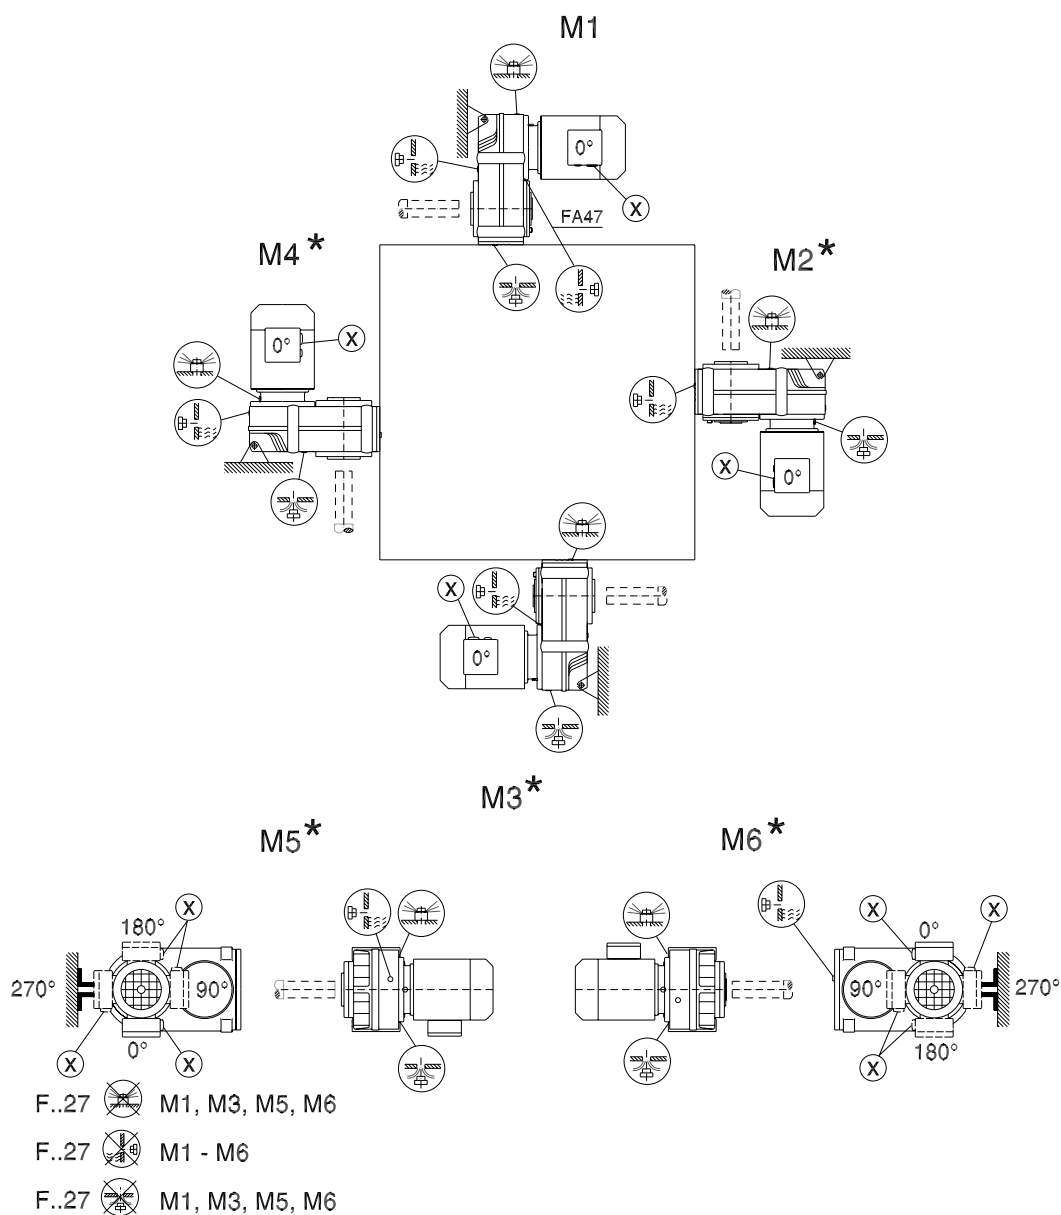 M1
0°
X
FA47
M4*
M2*
0°
X
X
0°
X
0°
M3*
M5*
M6*
X
X
X
180°
0°
270°
90°
90°
270°
0°
180°
X
X
X
F..27 M1, M3, M5, M6
F..27 M1 - M6
F..27 M1, M3, M5, M6